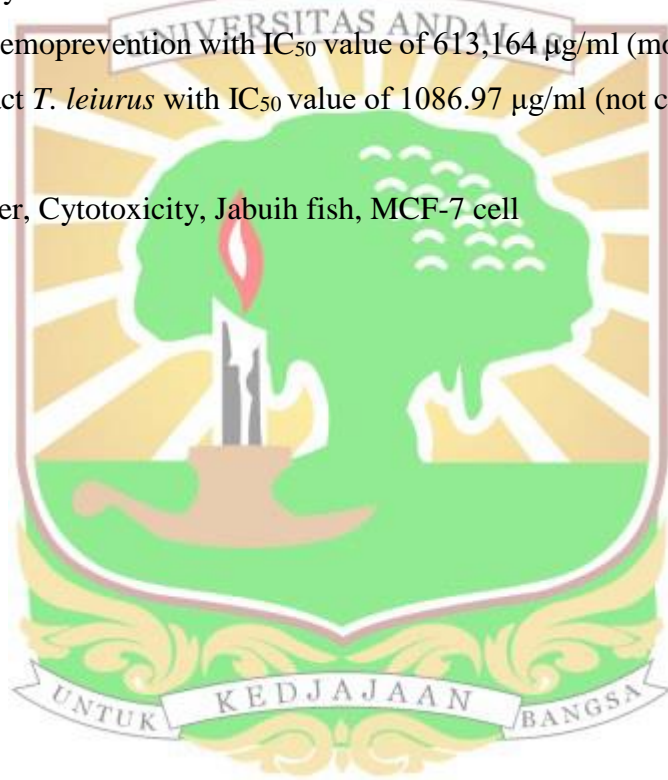 UNIVERSITAS ANDALAS
emoprevention with IC₅₀ value of 613,164 µg/ml (mo
act T. leiurus with IC₅₀ value of 1086.97 µg/ml (not c
er, Cytotoxicity, Jabuih fish, MCF-7 cell
UNTUK KEDJAJAAN BANGSA